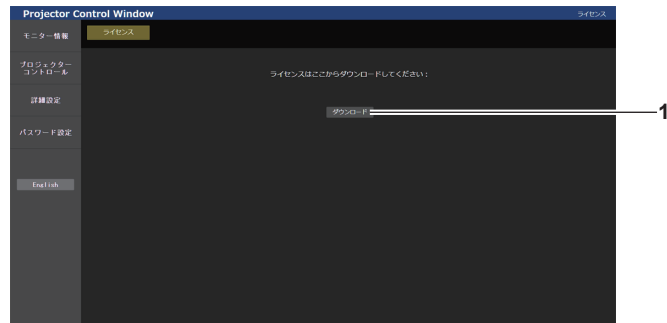 Projector Control Window
ライセンス
モニター情報
ライセンス
プロジェクター
コントロール
ライセンスはここからダウンロードしてください：
詳細設定
ダウンロード
1
パスワード設定
English